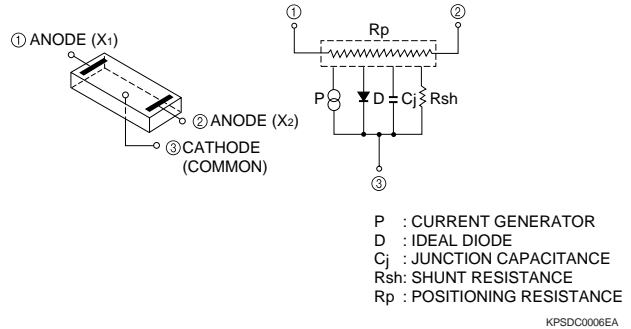 ① ANODE (X1)
② ANODE (X2)
③ CATHODE
(COMMON)
① ②
Rp
P D Cj Rsh
③
P : CURRENT GENERATOR
D : IDEAL DIODE
Cj : JUNCTION CAPACITANCE
Rsh: SHUNT RESISTANCE
Rp : POSITIONING RESISTANCE
KPSDC0006EA